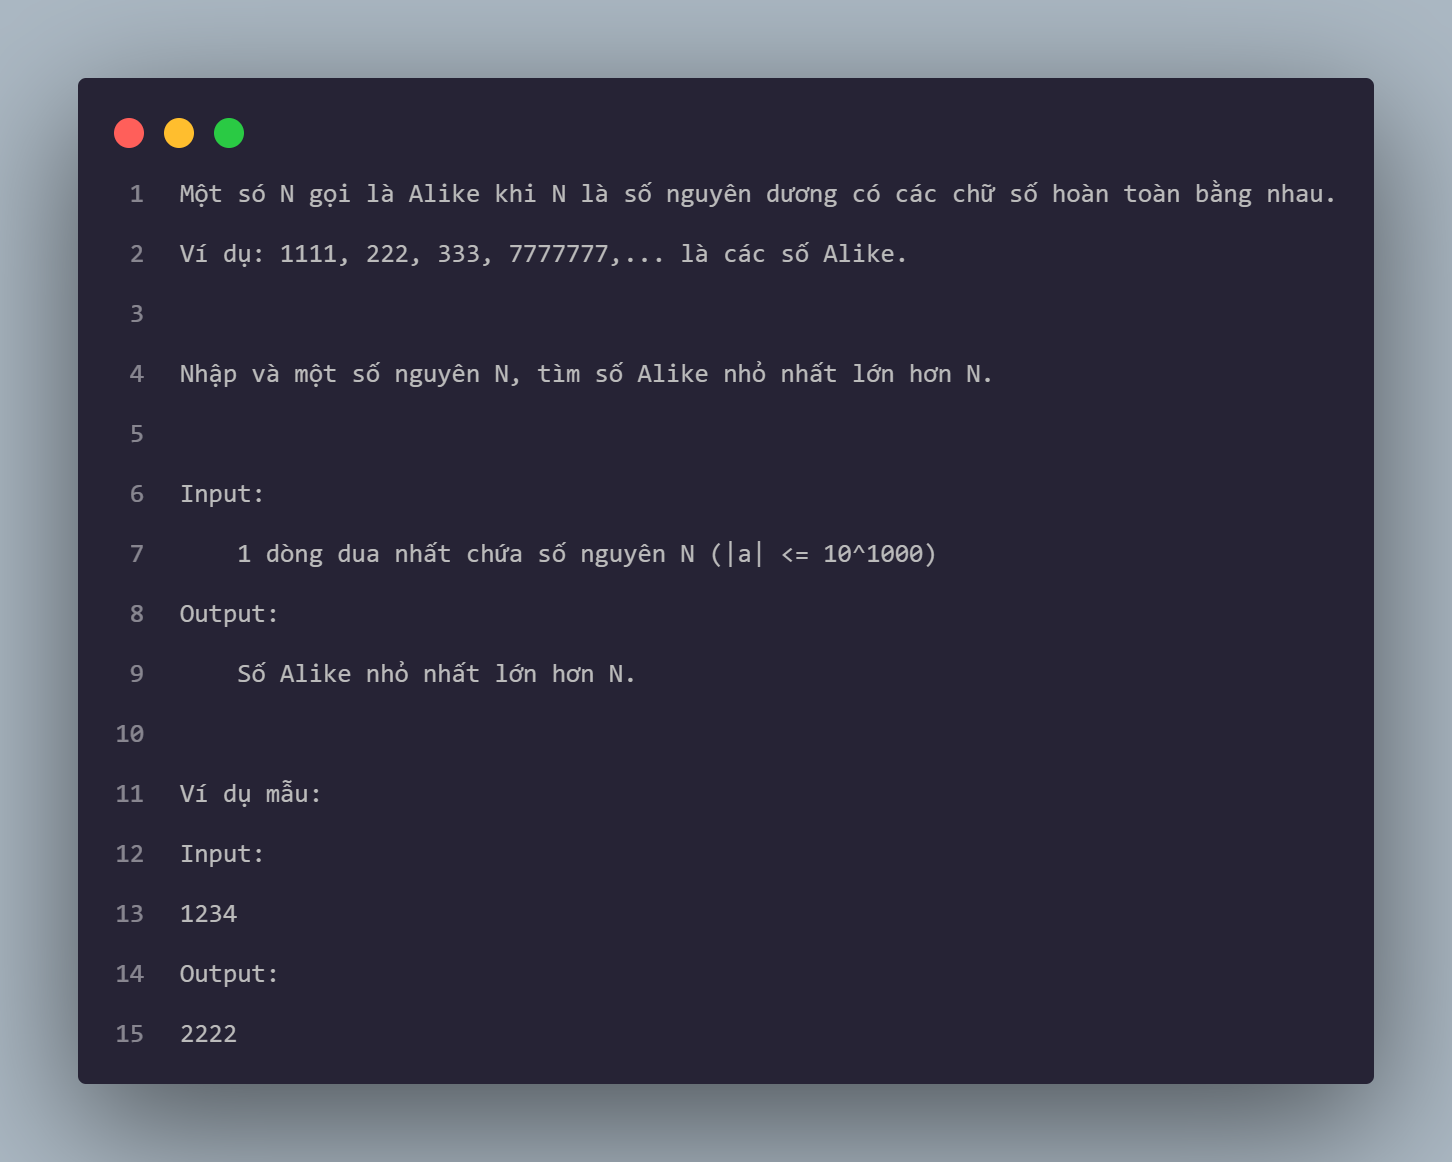 1 Một só N gọi là Alike khi N là số nguyên dương có các chữ số hoàn toàn bằng nhau.
2 Ví dụ: 1111, 222, 333, 7777777,... là các số Alike.
3
4 Nhập và một số nguyên N, tìm số Alike nhỏ nhất lớn hơn N.
5
6 Input:
7     1 dòng dua nhất chứa số nguyên N (|a| <= 10^1000)
8 Output:
9     Số Alike nhỏ nhất lớn hơn N.
10
11 Ví dụ mẫu:
12 Input:
13 1234
14 Output:
15 2222